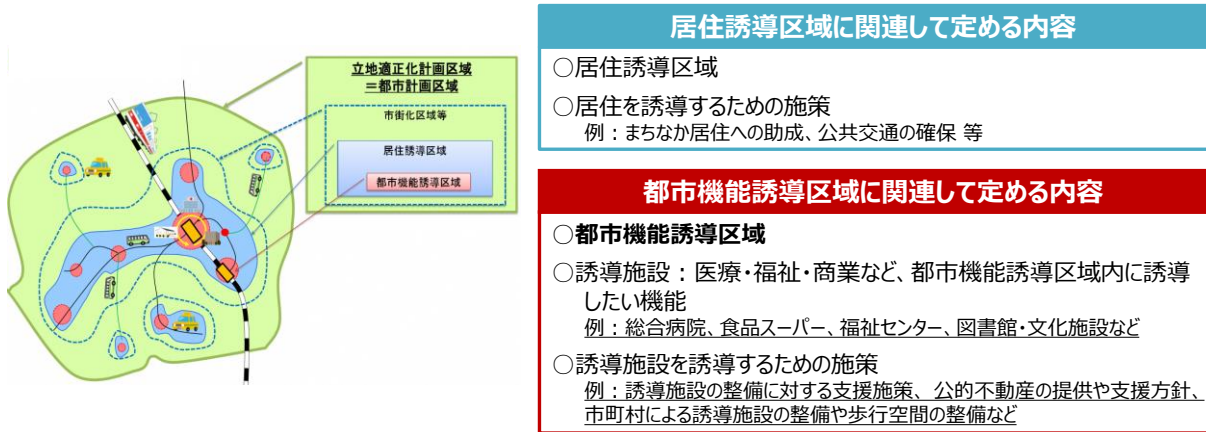 立地適正化計画区域
＝都市計画区域
市街化区域等
居住誘導区域
都市機能誘導区域
居住誘導区域に関連して定める内容
○居住誘導区域
○居住を誘導するための施策
例：まちなか居住への助成、公共交通の確保 等
都市機能誘導区域に関連して定める内容
○都市機能誘導区域
○誘導施設：医療・福祉・商業など、都市機能誘導区域内に誘導
したい機能
例：総合病院、食品スーパー、福祉センター、図書館・文化施設など
○誘導施設を誘導するための施策
例：誘導施設の整備に対する支援施策、公的不動産の提供や支援方針、
市町村による誘導施設の整備や歩行空間の整備など